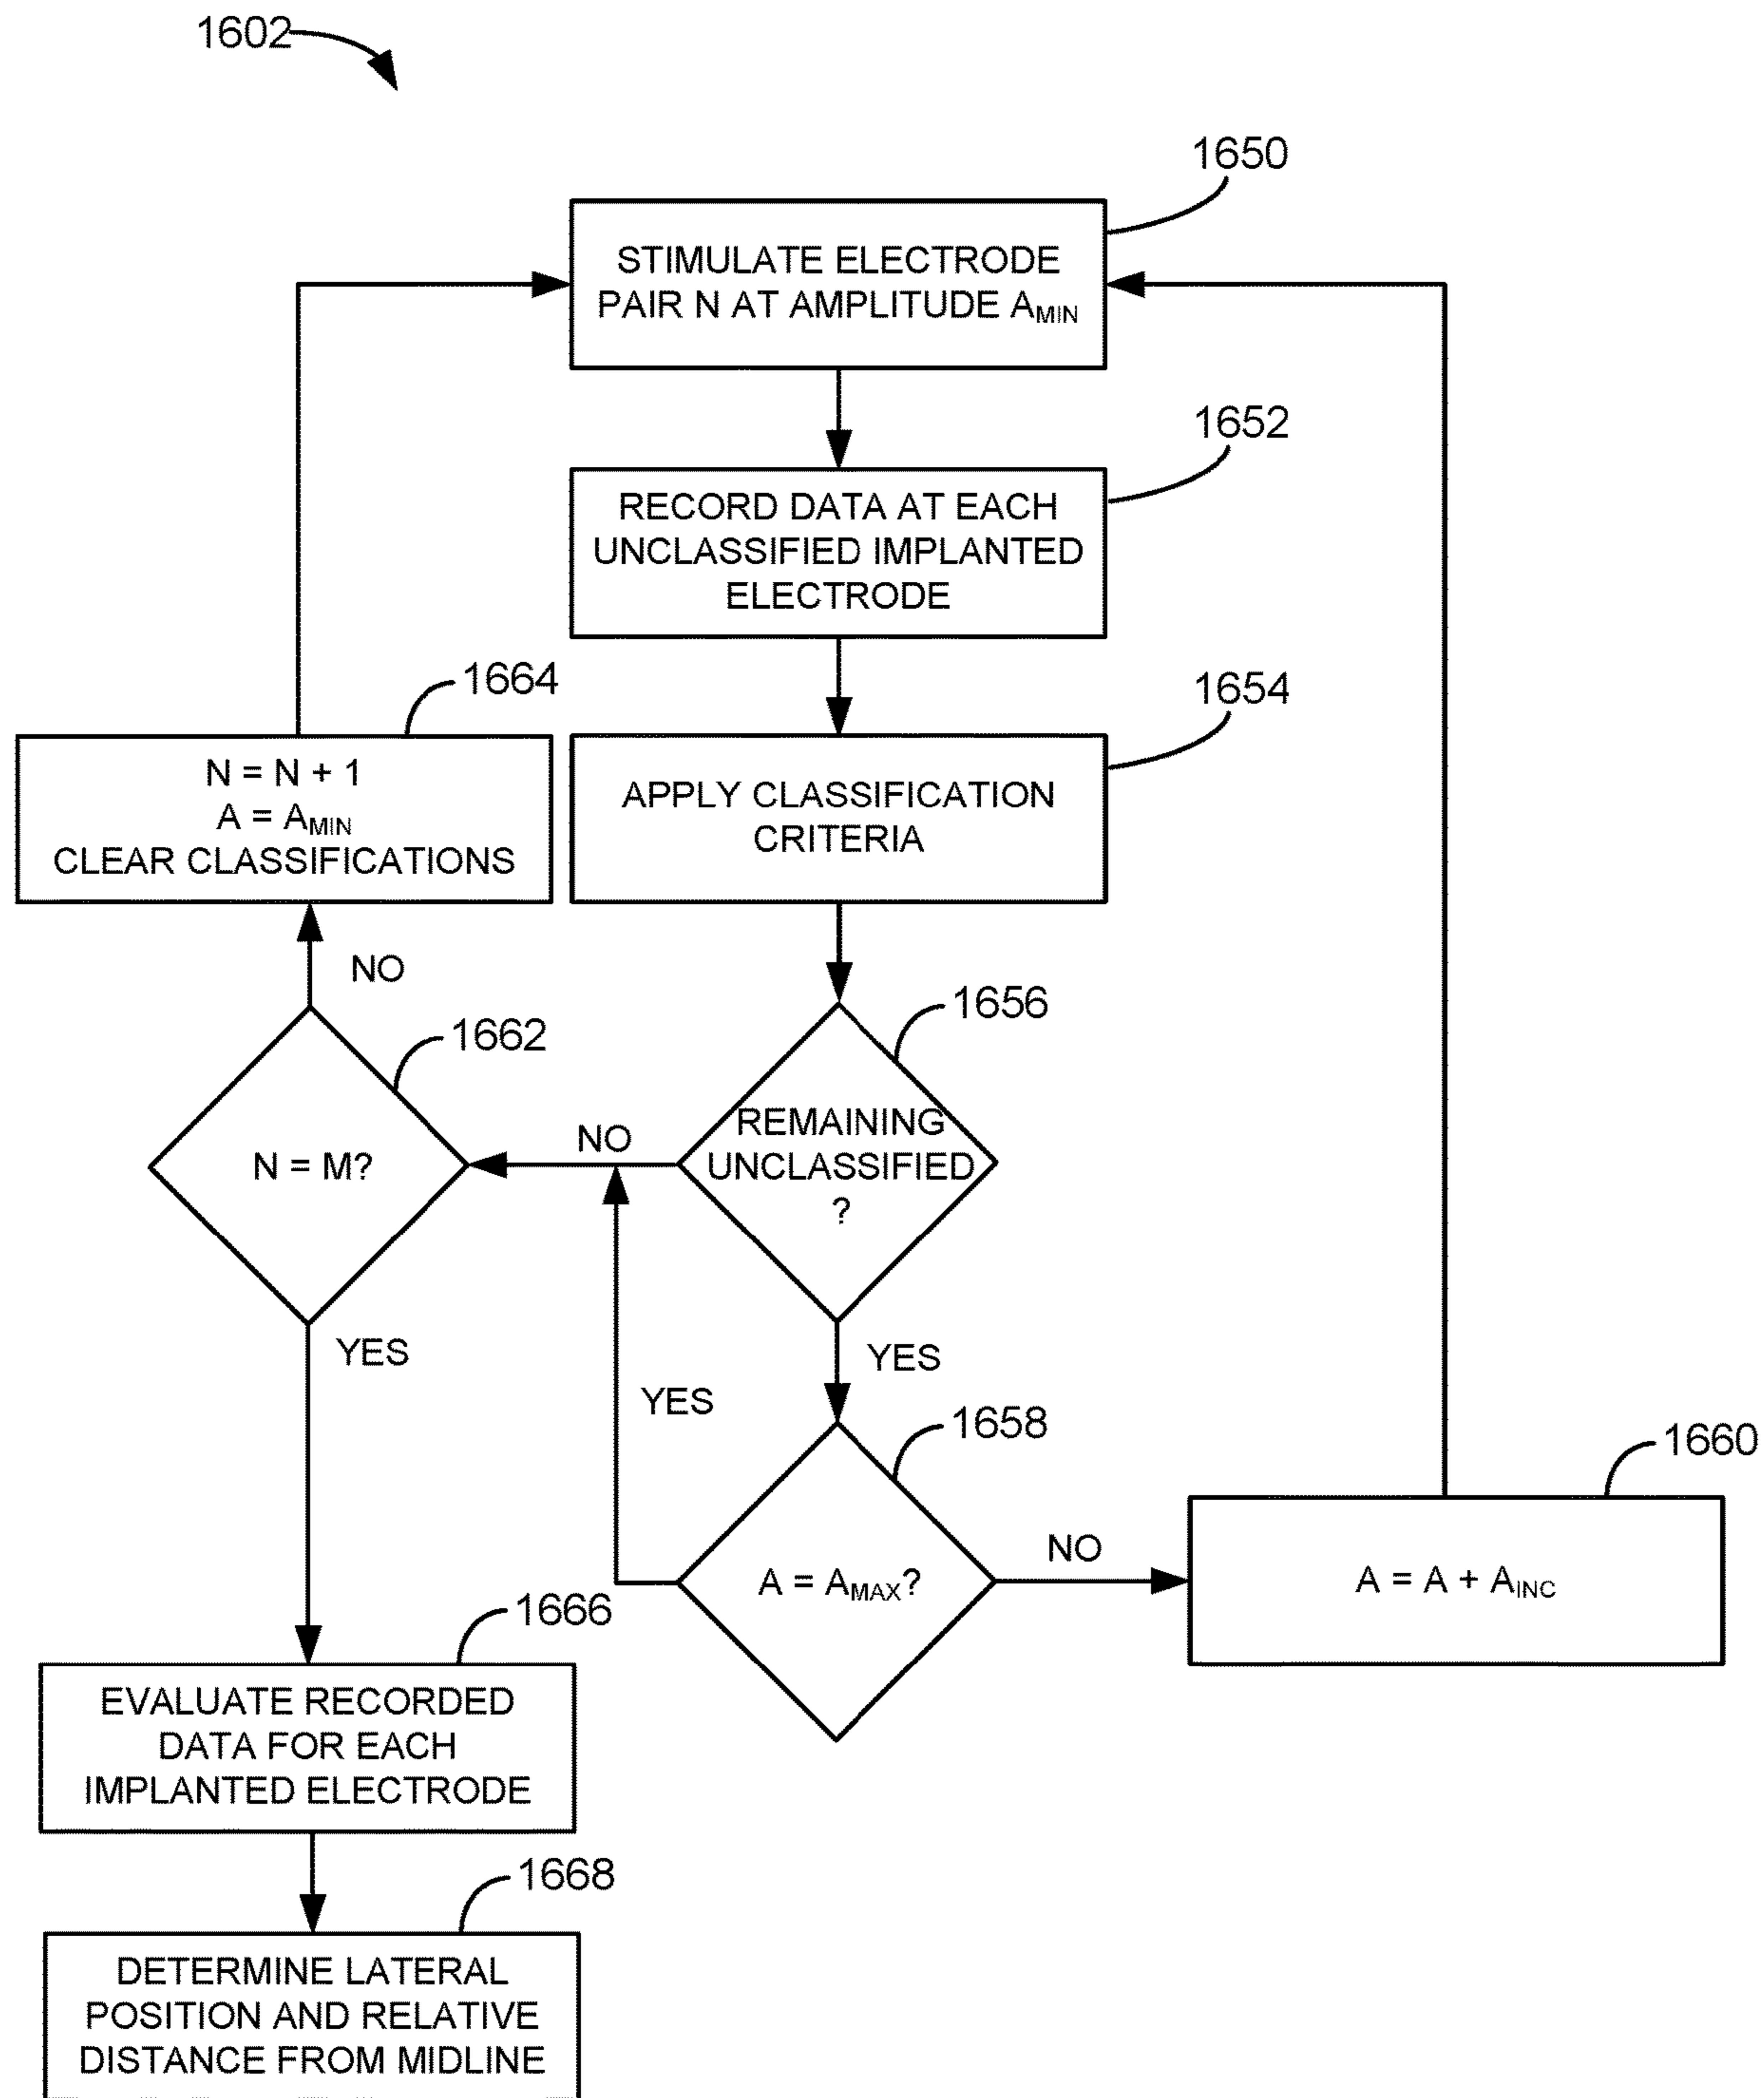 1602
1650
STIMULATE ELECTRODE
PAIR N AT AMPLITUDE AMIN
1652
RECORD DATA AT EACH
UNCLASSIFIED IMPLANTED
ELECTRODE
1664
N = N + 1
A = AMIN
CLEAR CLASSIFICATIONS
1654
APPLY CLASSIFICATION
CRITERIA
NO
1662
N = M?
YES
NO
1656
REMAINING
UNCLASSIFIED
?
YES
YES
1658
A = AMAX?
NO
1660
A = A + AINC
1666
EVALUATE RECORDED
DATA FOR EACH
IMPLANTED ELECTRODE
1668
DETERMINE LATERAL
POSITION AND RELATIVE
DISTANCE FROM MIDLINE